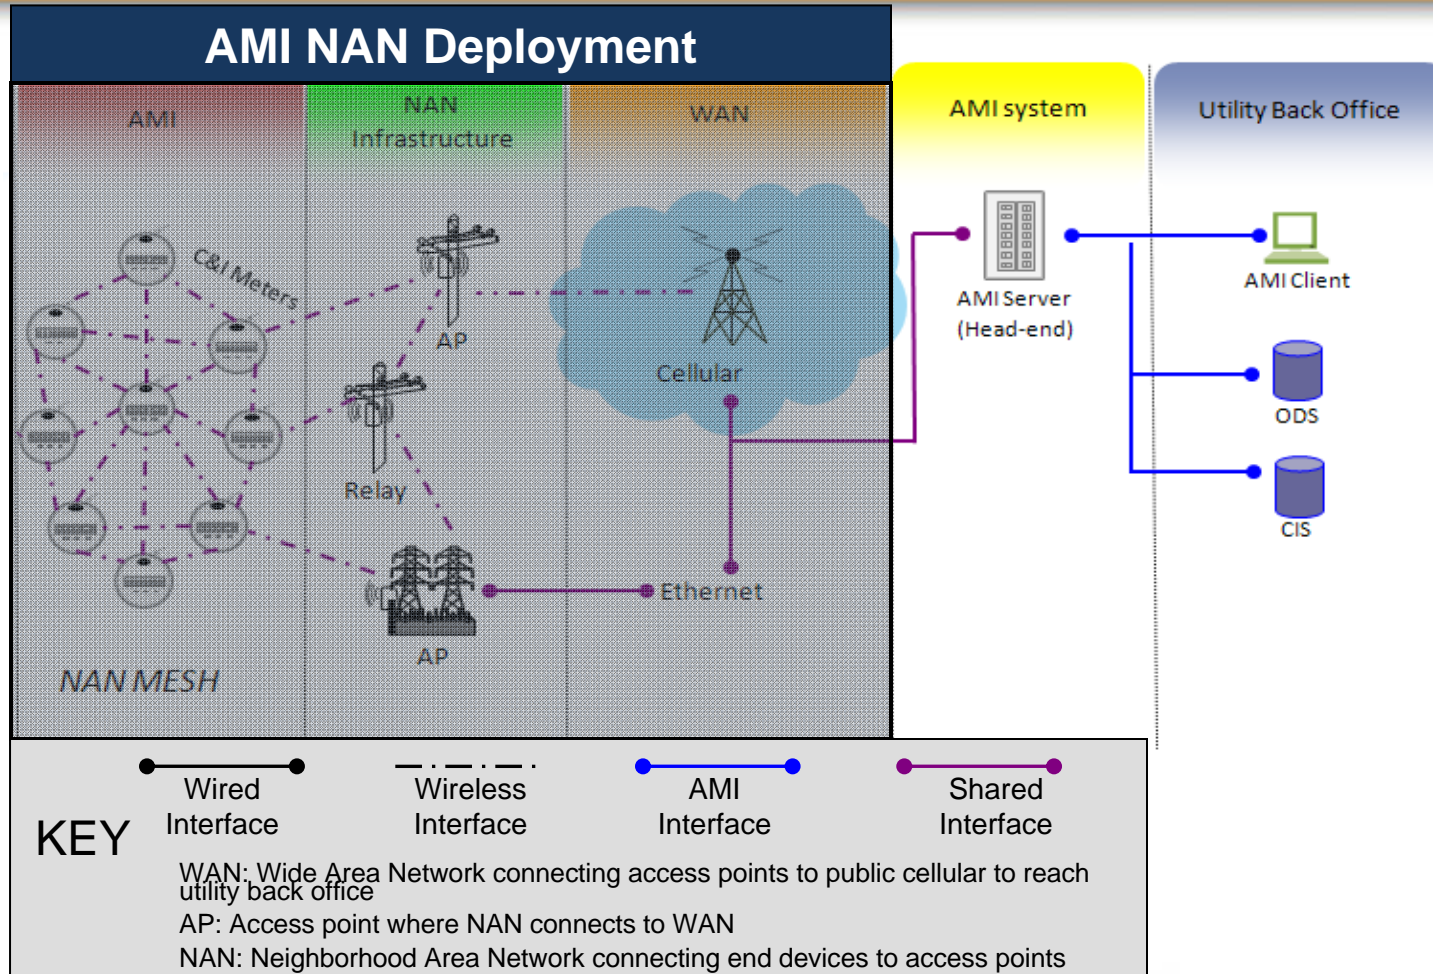 AMI NAN Deployment
AMI
NAN
Infrastructure
WAN
AMI system
Utility Back Office
C&I Meters
AP
Cellular
Relay
Ethernet
AP
NAN MESH
AMI Server
(Head-end)
AMI Client
ODS
CIS
KEY
Wired
Interface
Wireless
Interface
AMI
Interface
Shared
Interface
WAN: Wide Area Network connecting access points to public cellular to reach
utility back office
AP: Access point where NAN connects to WAN
NAN: Neighborhood Area Network connecting end devices to access points